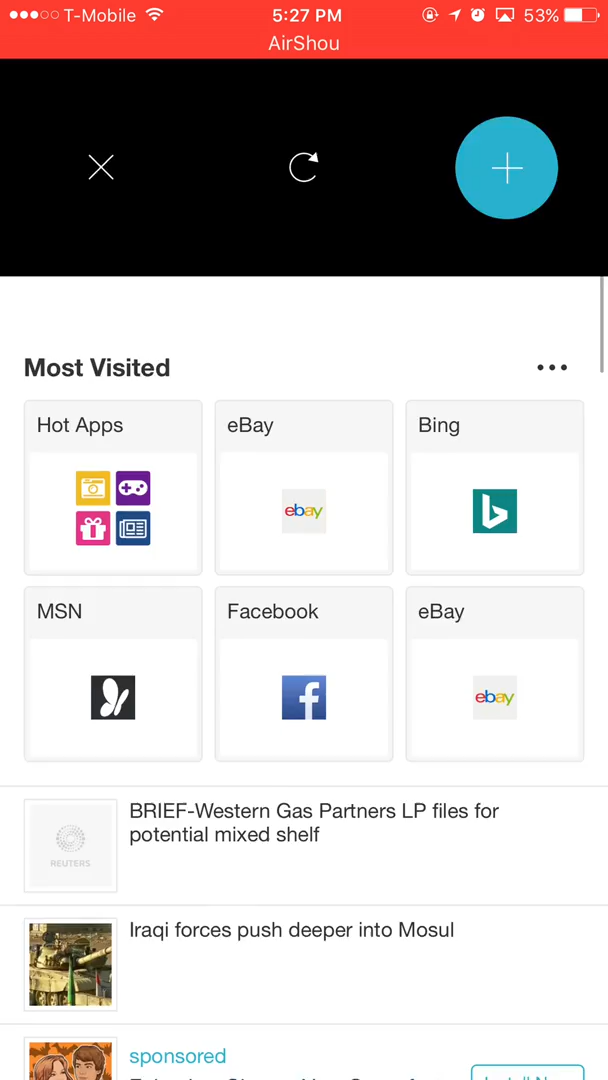 T-Mobile 5:27 PM 53%
AirShou
Most Visited
Hot Apps eBay Bing
ebay
MSN Facebook eBay
ebay
BRIEF-Western Gas Partners LP files for
potential mixed shelf
REUTERS
Iraqi forces push deeper into Mosul
sponsored